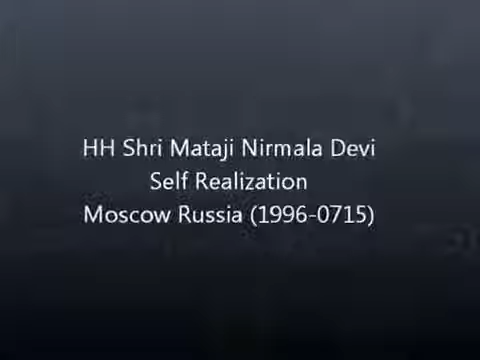 HH Shri Mataji Nirmala Devi
Self Realization
Moscow Russia (1996-0715)